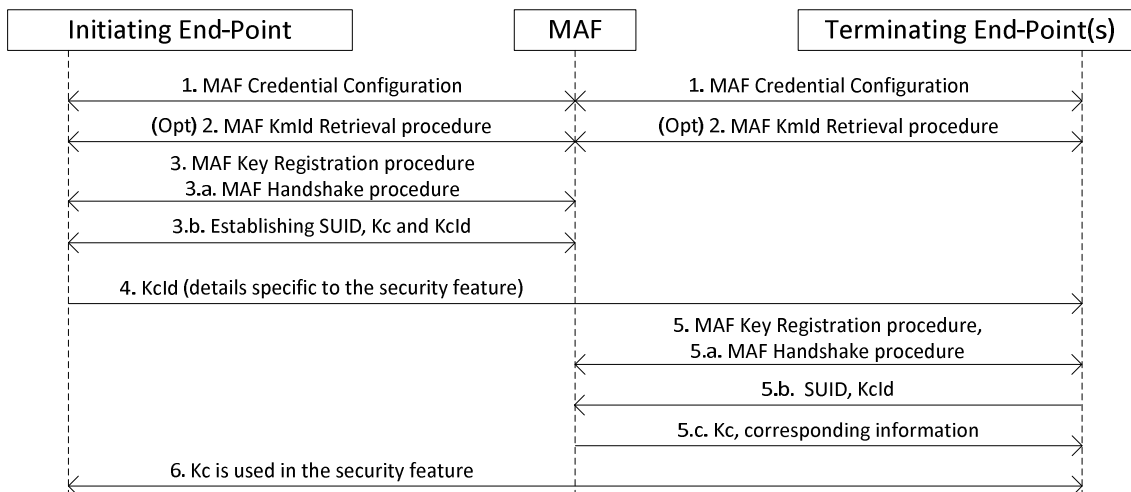 Initiating End-Point
MAF
Terminating End-Point(s)
1. MAF Credential Configuration
1. MAF Credential Configuration
(Opt) 2. MAF KmId Retrieval procedure
(Opt) 2. MAF KmId Retrieval procedure
3. MAF Key Registration procedure
3.a. MAF Handshake procedure
3.b. Establishing SUID, Kc and KcId
4. KcId (details specific to the security feature)
5. MAF Key Registration procedure,
5.a. MAF Handshake procedure
5.b. SUID, KcId
5.c. Kc, corresponding information
6. Kc is used in the security feature